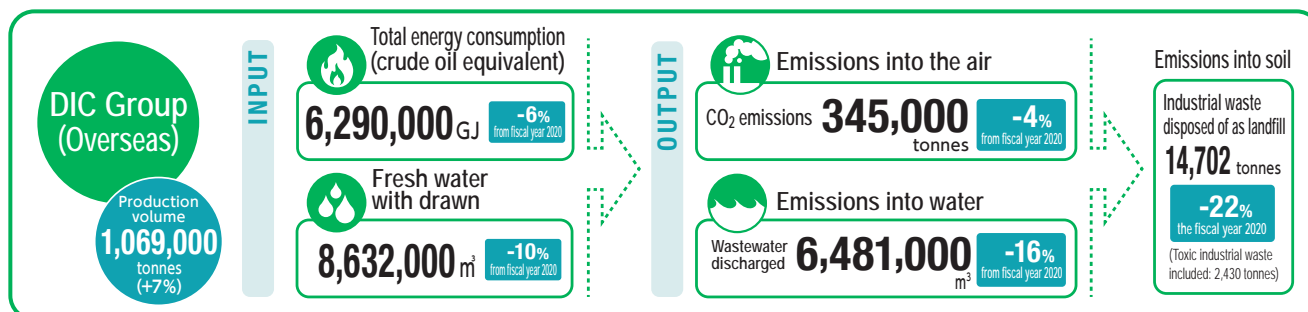 DIC Group
(Overseas)
Production
volume
1,069,000
tonnes
(+7%)
INPUT
Total energy consumption
(crude oil equivalent)
6,290,000 GJ
-6%
from fiscal year 2020
Fresh water
with drawn
8,632,000 m³
-10%
from fiscal year 2020
OUTPUT
Emissions into the air
CO₂ emissions 345,000
tonnes
-4%
from fiscal year 2020
Emissions into water
Wastewater
discharged
6,481,000
m³
-16%
from fiscal year 2020
Emissions into soil
Industrial waste
disposed of as landfill
14,702 tonnes
-22%
the fiscal year 2020
(Toxic industrial waste
included: 2,430 tonnes)